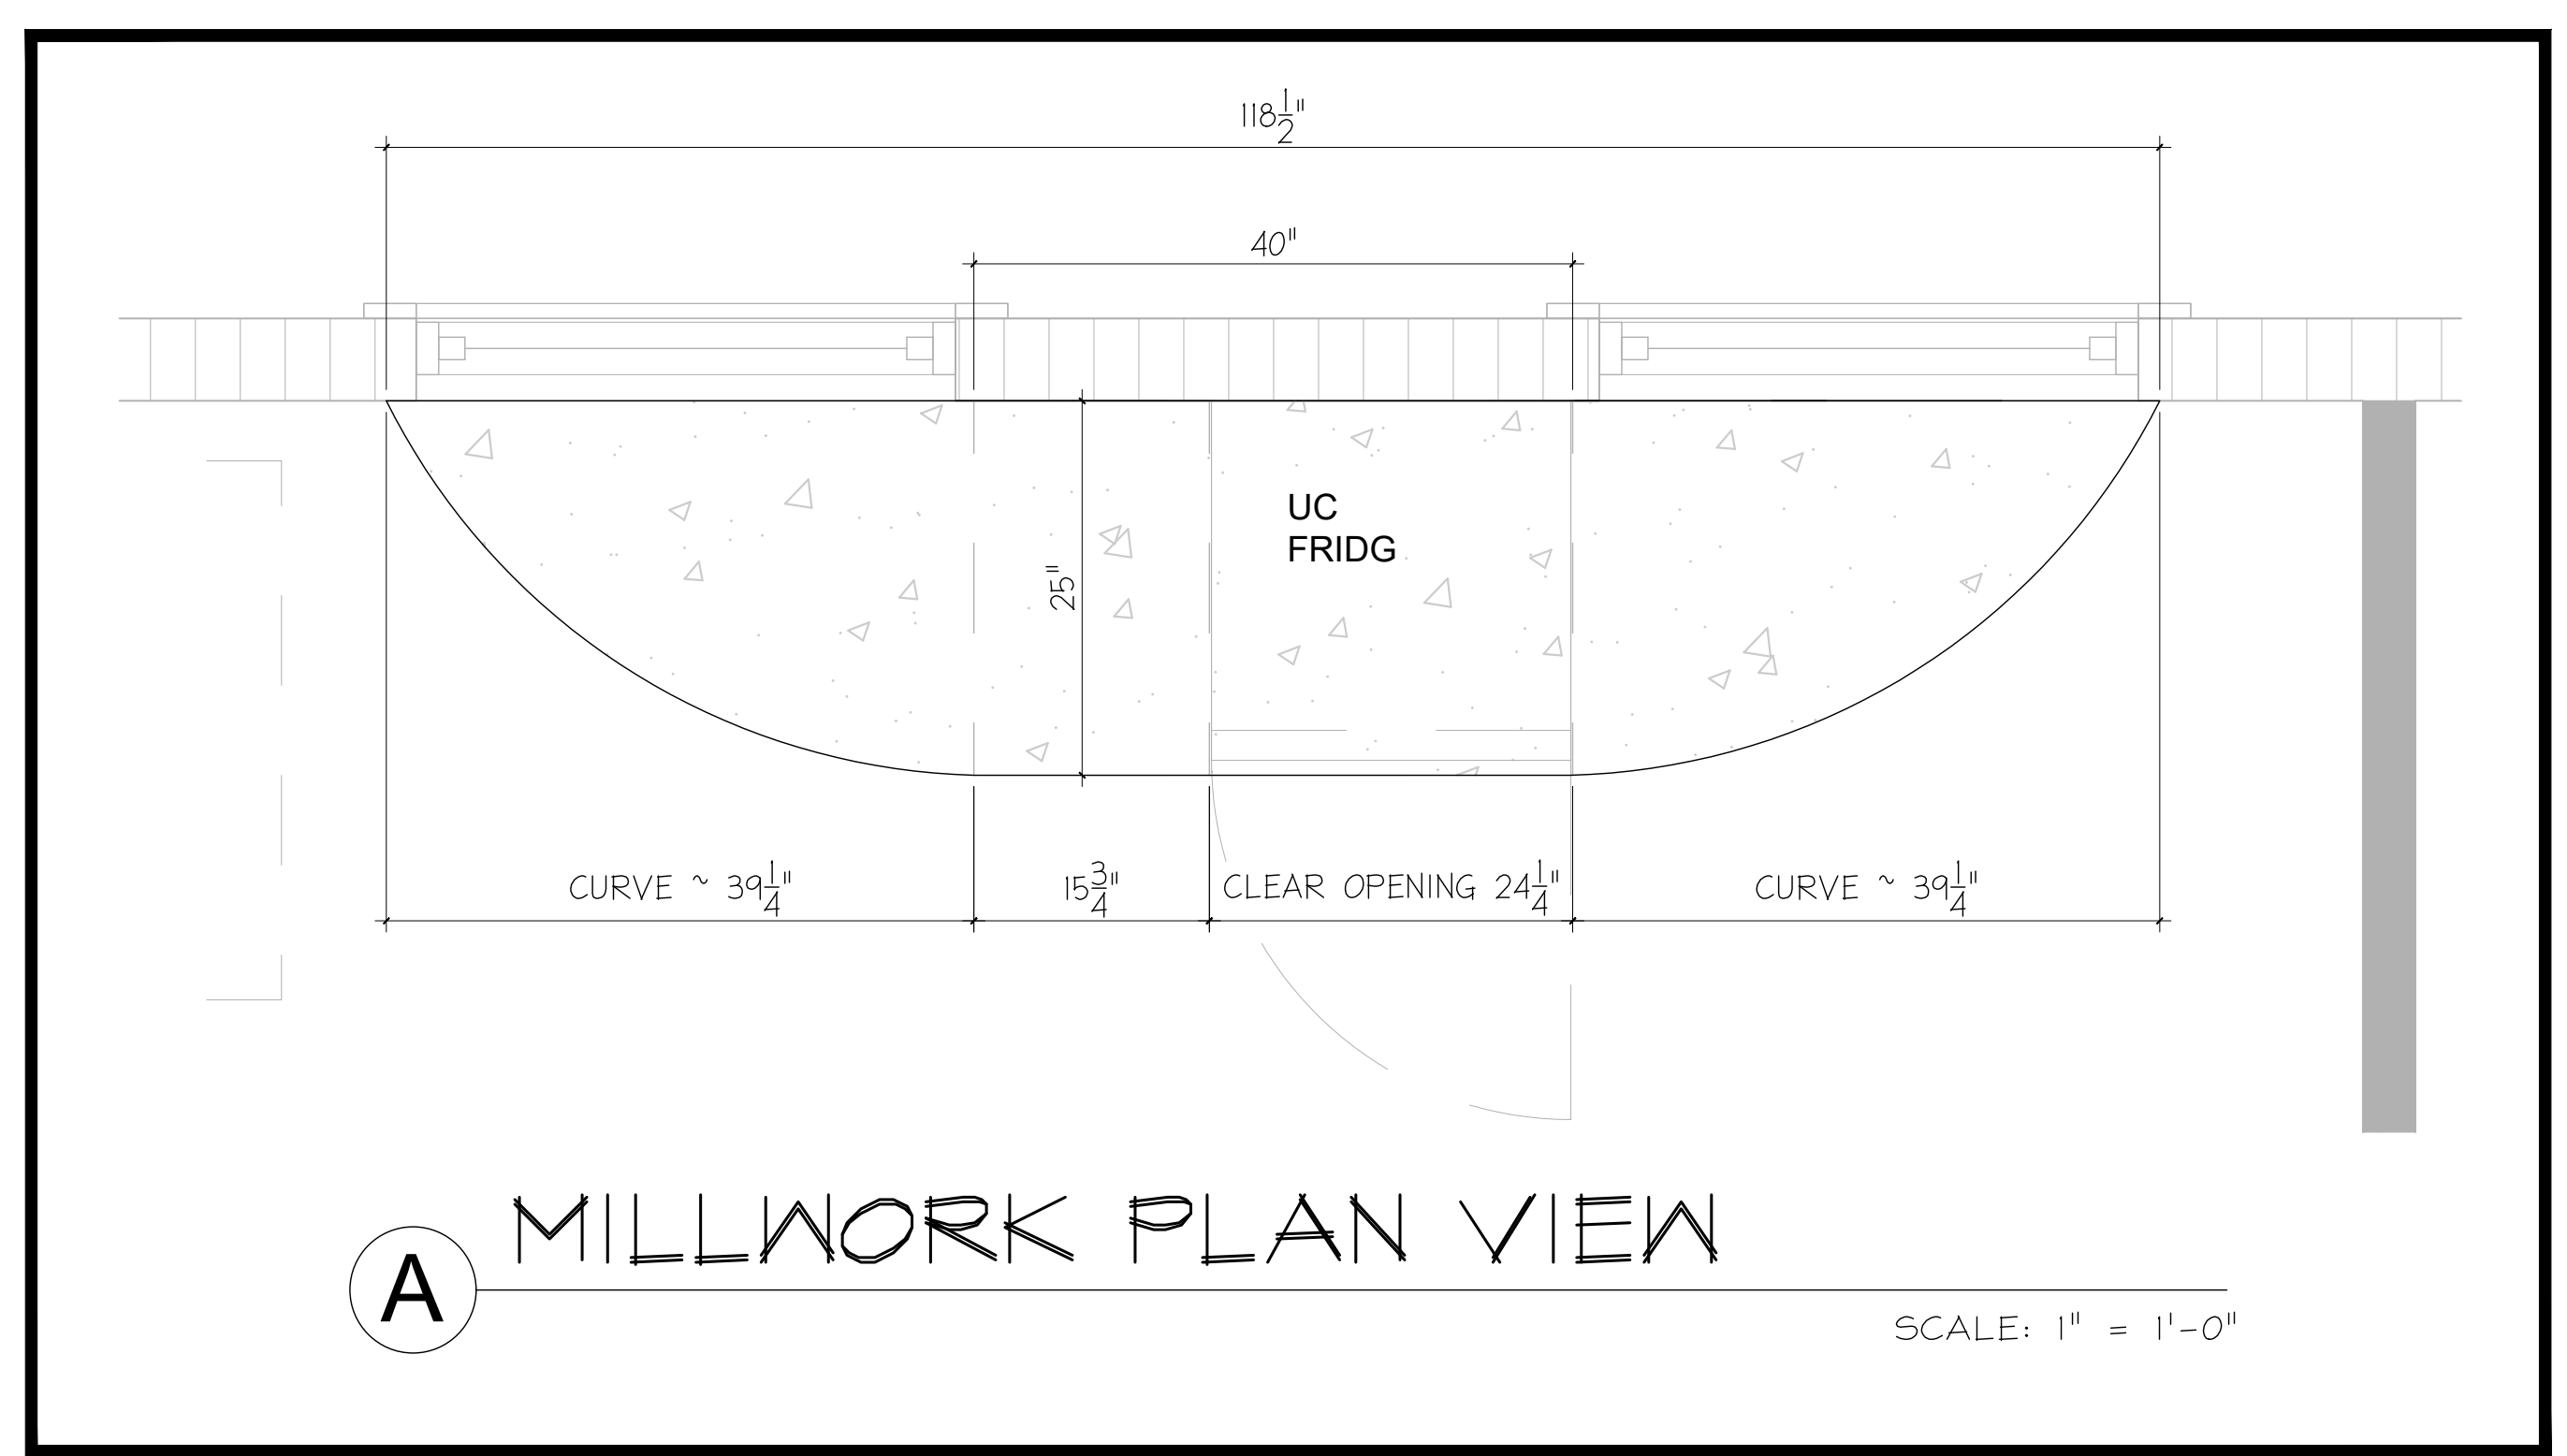 118 1/2"
40"
UC
FRIDG
25"
CURVE ~ 39 1/4"
15 3/4"
CLEAR OPENING 24 1/4"
CURVE ~ 39 1/4"
MILLWORK PLAN VIEW
A
SCALE: 1" = 1'-0"